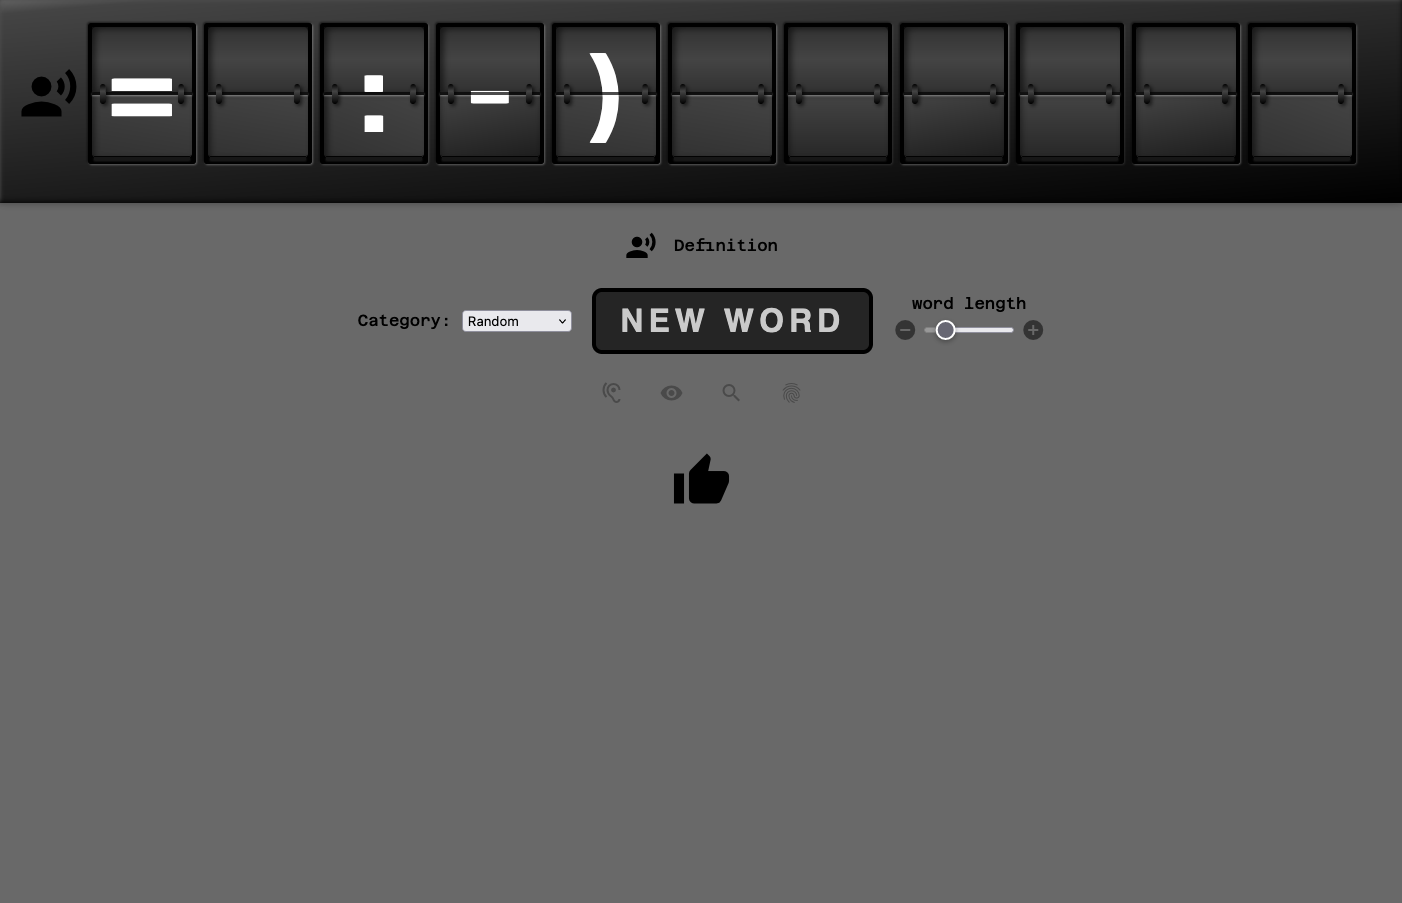 = :-)
Definition
Category: Random
NEW WORD
word length